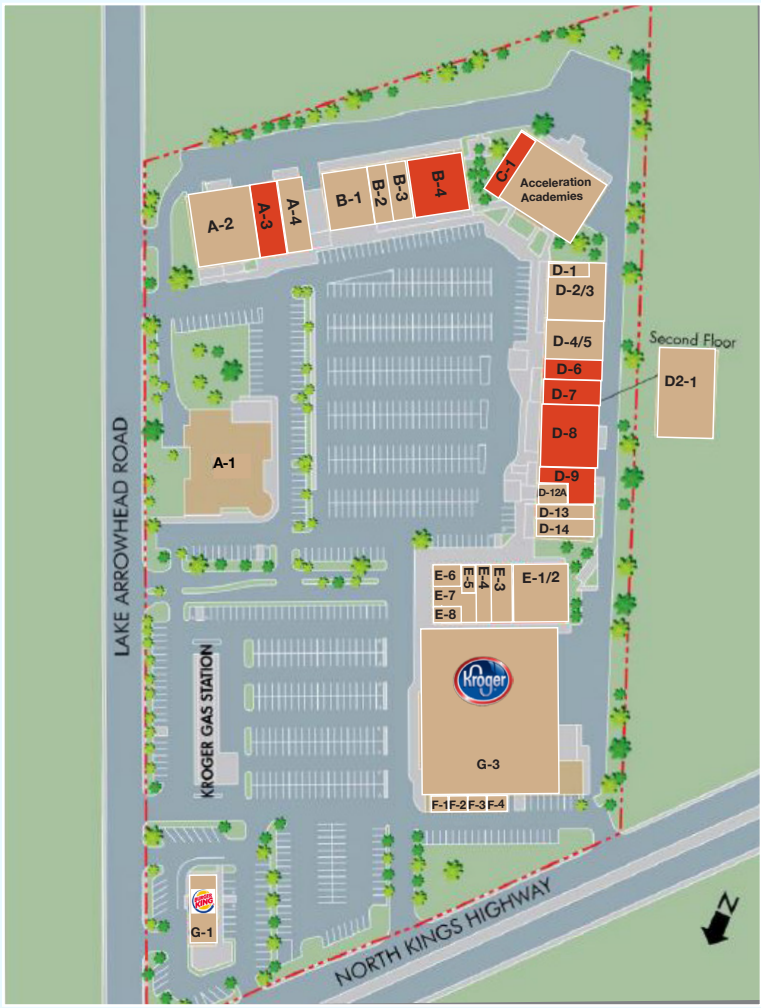 C-1
Acceleration
Academies
B-4
B-3
B-2
B-1
A-4
A-3
A-2
D-1
D-2/3
D-4/5
Second Floor
D-6
D2-1
D-7
D-8
A-1
D-9
D-12A
D-13
D-14
LAKE ARROWHEAD ROAD
E-6
E-5
E-4
E-3
E-1/2
E-7
E-8
KROGER GAS STATION
Kroger
G-3
F-1
F-2
F-3
F-4
BURGER
KING
G-1
NORTH KINGS HIGHWAY
N